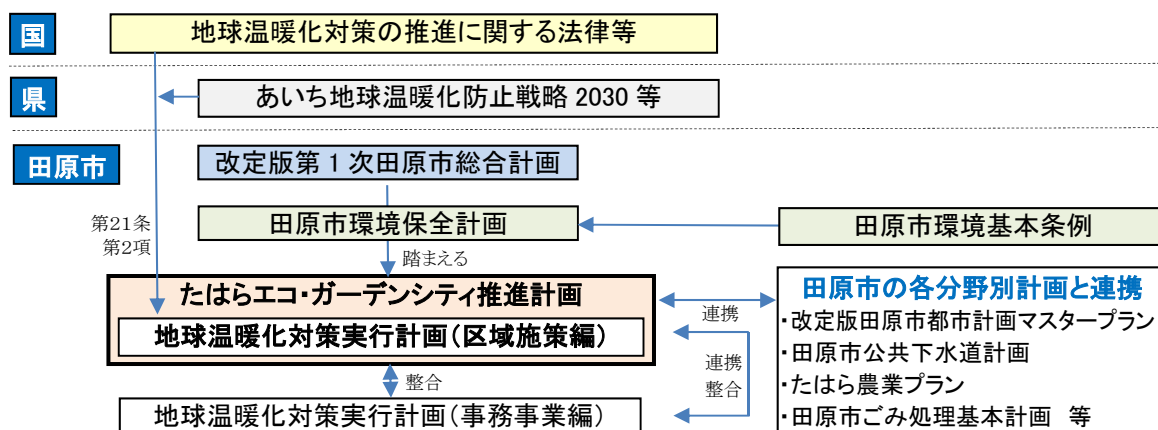 国
地球温暖化対策の推進に関する法律等
県
あいち地球温暖化防止戦略 2030 等
田原市
改定版第1次田原市総合計画
第21条
第2項
田原市環境保全計画
田原市環境基本条例
踏まえる
たはらエコ・ガーデンシティ推進計画
地球温暖化対策実行計画(区域施策編)
連携
田原市の各分野別計画と連携
・改定版田原市都市計画マスタープラン
・田原市公共下水道計画
・たはら農業プラン
・田原市ごみ処理基本計画 等
整合
連携
整合
地球温暖化対策実行計画(事務事業編)